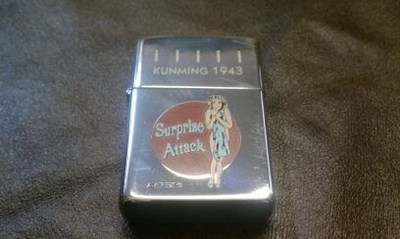 KUNMING 1943
Surprise
Attack